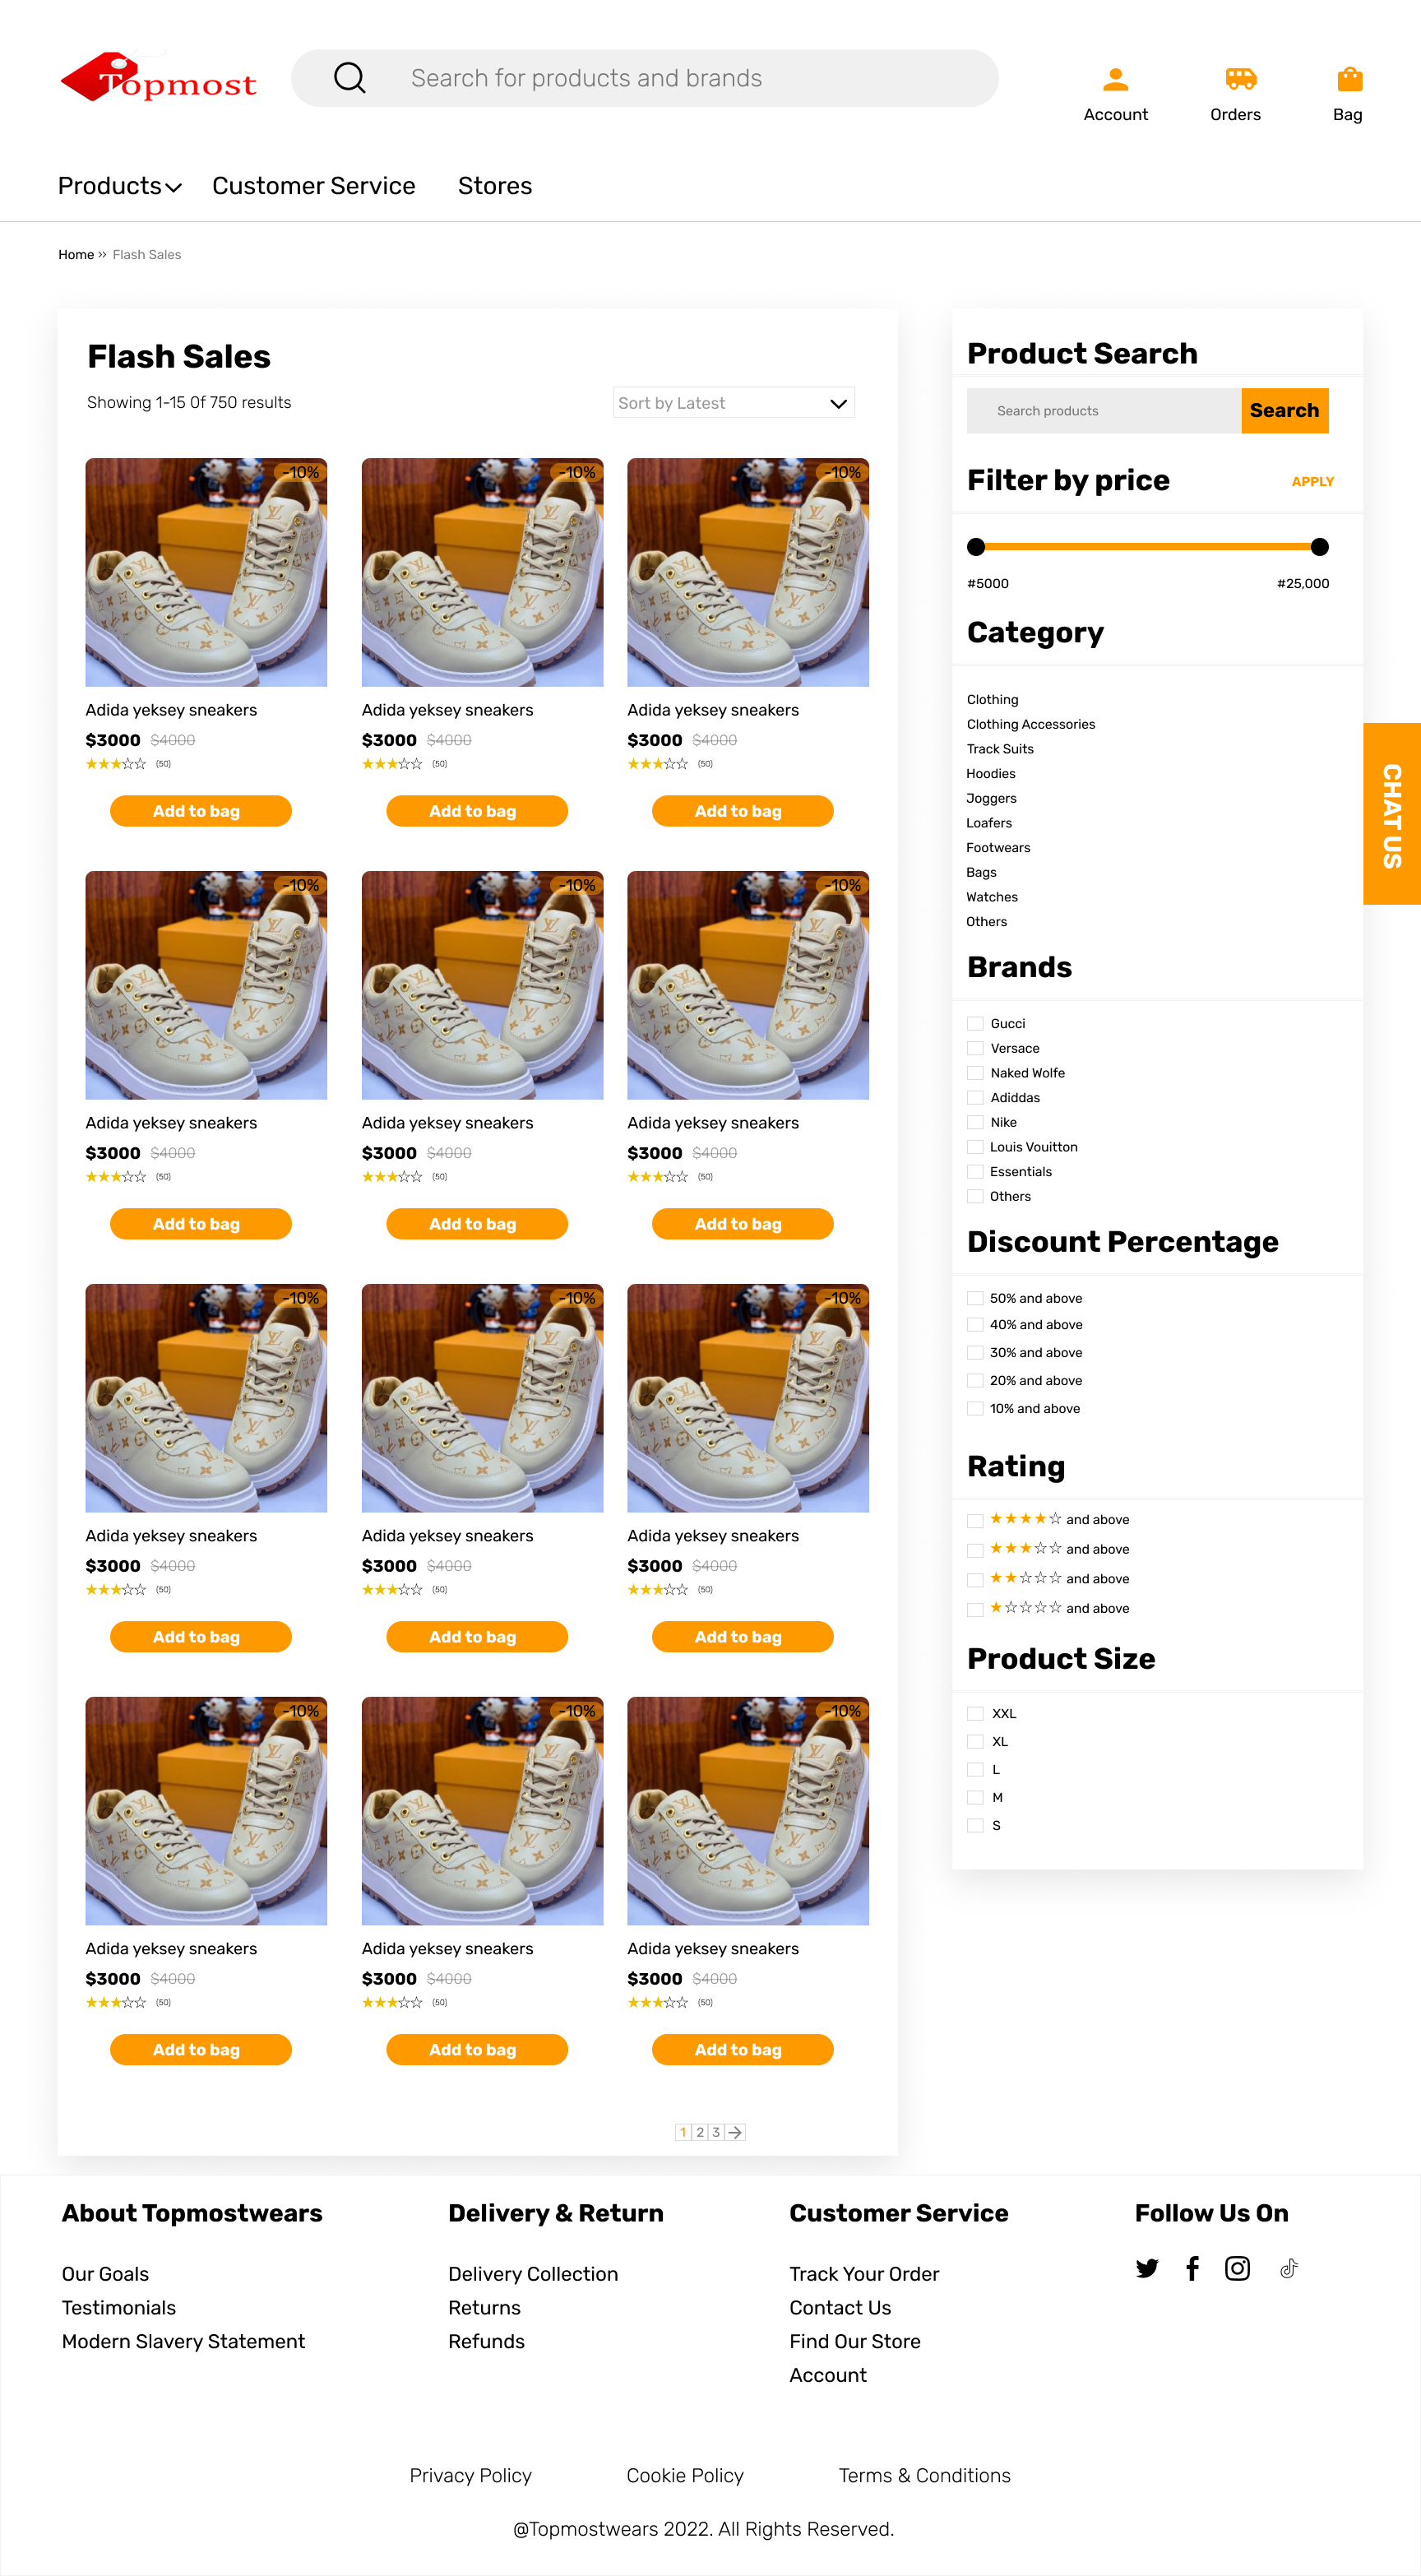 Topmost
Search for products and brands
Account
Orders
Bag
Products
Customer Service
Stores
Home ›› Flash Sales
Flash Sales
Showing 1-15 0f 750 results
Sort by Latest
-10%
-10%
-10%
Adida yeksey sneakers
Adida yeksey sneakers
Adida yeksey sneakers
$3000 $4000
$3000 $4000
$3000 $4000
(50)
(50)
(50)
Add to bag
Add to bag
Add to bag
-10%
-10%
-10%
Adida yeksey sneakers
Adida yeksey sneakers
Adida yeksey sneakers
$3000 $4000
$3000 $4000
$3000 $4000
(50)
(50)
(50)
Add to bag
Add to bag
Add to bag
-10%
-10%
-10%
Adida yeksey sneakers
Adida yeksey sneakers
Adida yeksey sneakers
$3000 $4000
$3000 $4000
$3000 $4000
(50)
(50)
(50)
Add to bag
Add to bag
Add to bag
-10%
-10%
-10%
Adida yeksey sneakers
Adida yeksey sneakers
Adida yeksey sneakers
$3000 $4000
$3000 $4000
$3000 $4000
(50)
(50)
(50)
Add to bag
Add to bag
Add to bag
1 2 3
Product Search
Search products
Search
Filter by price
APPLY
#5000
#25,000
Category
Clothing
Clothing Accessories
Track Suits
Hoodies
Joggers
Loafers
Footwears
Bags
Watches
Others
CHAT US
Brands
Gucci
Versace
Naked Wolfe
Adiddas
Nike
Louis Vouitton
Essentials
Others
Discount Percentage
50% and above
40% and above
30% and above
20% and above
10% and above
Rating
and above
and above
and above
and above
Product Size
XXL
XL
L
M
S
About Topmostwears
Our Goals
Testimonials
Modern Slavery Statement
Delivery & Return
Delivery Collection
Returns
Refunds
Customer Service
Track Your Order
Contact Us
Find Our Store
Account
Follow Us On
Privacy Policy
Cookie Policy
Terms & Conditions
@Topmostwears 2022. All Rights Reserved.